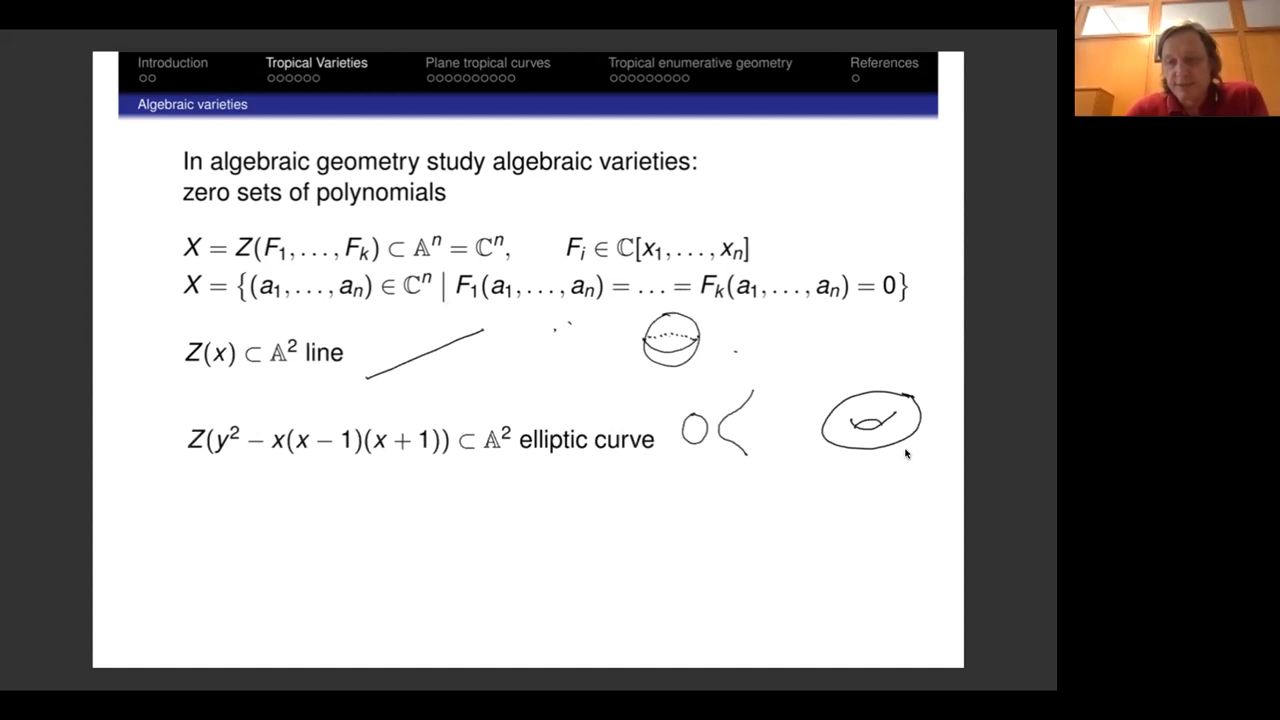 Introduction Tropical Varieties Plane tropical curves Tropical enumerative geometry References
Algebraic varieties
In algebraic geometry study algebraic varieties:
zero sets of polynomials
X = Z(F₁, . . . , Fₖ) ⊂ 𝔸ⁿ = ℂⁿ, Fᵢ ∈ ℂ[x₁, . . . , xₙ]
X = {(a₁, . . . , aₙ) ∈ ℂⁿ | F₁(a₁, . . . , aₙ) = . . . = Fₖ(a₁, . . . , aₙ) = 0}
Z(x) ⊂ 𝔸² line
Z(y² − x(x − 1)(x + 1)) ⊂ 𝔸² elliptic curve